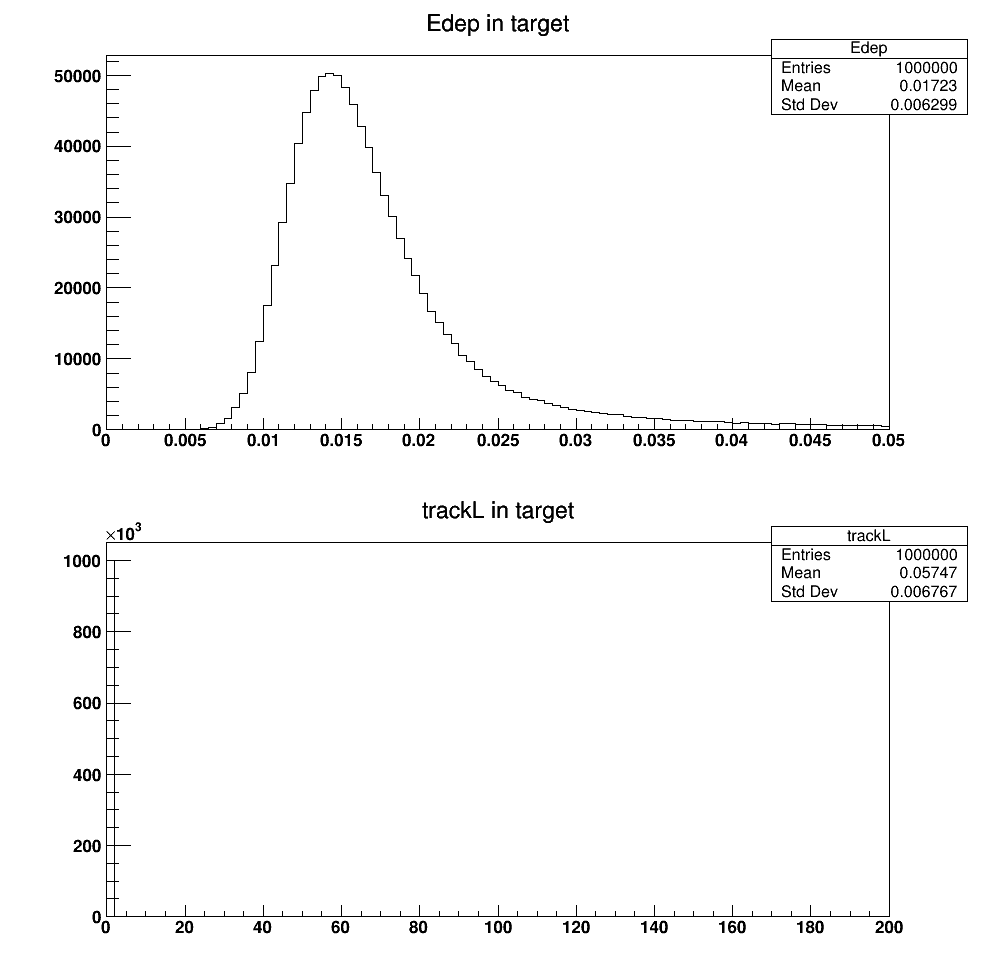 Edep in target
Edep
Entries 1000000
Mean 0.01723
Std Dev 0.006299
50000
40000
30000
20000
10000
0
0 0.005 0.01 0.015 0.02 0.025 0.03 0.035 0.04 0.045 0.05
trackL in target
trackL
Entries 1000000
Mean 0.05747
Std Dev 0.006767
×10³
1000
800
600
400
200
0
0 20 40 60 80 100 120 140 160 180 200